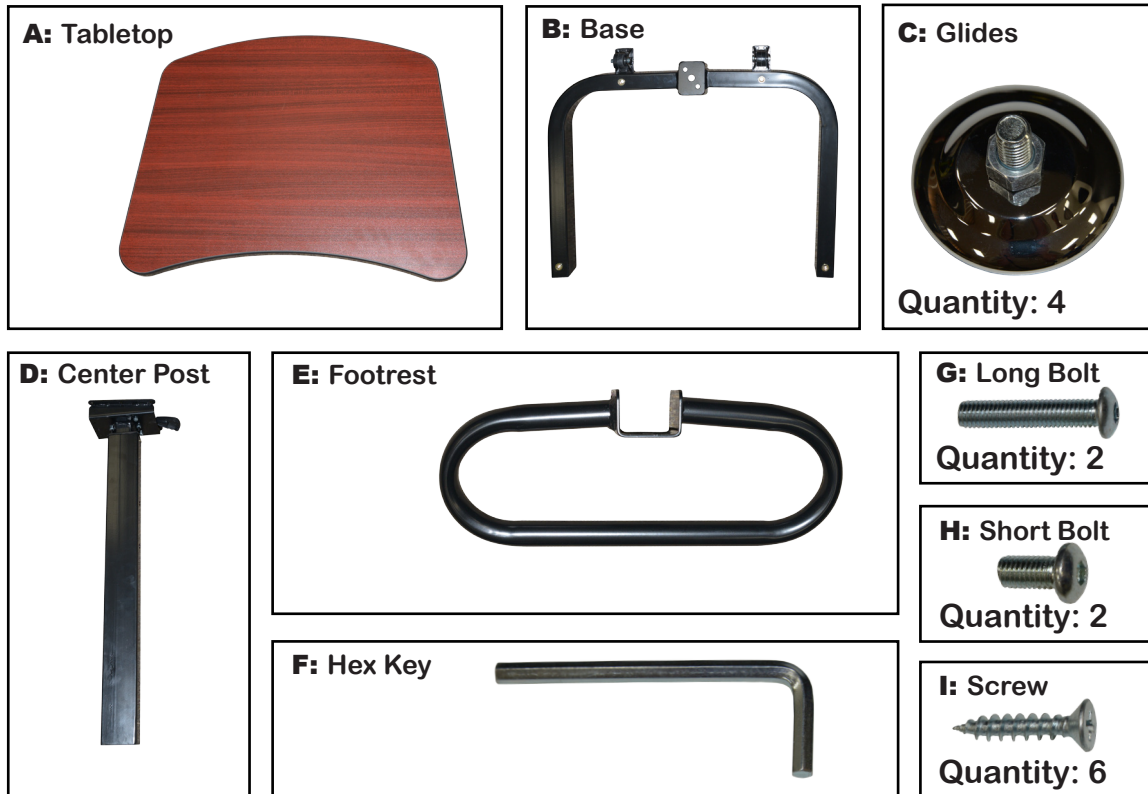 A: Tabletop
B: Base
C: Glides
Quantity: 4
D: Center Post
E: Footrest
F: Hex Key
G: Long Bolt
Quantity: 2
H: Short Bolt
Quantity: 2
I: Screw
Quantity: 6